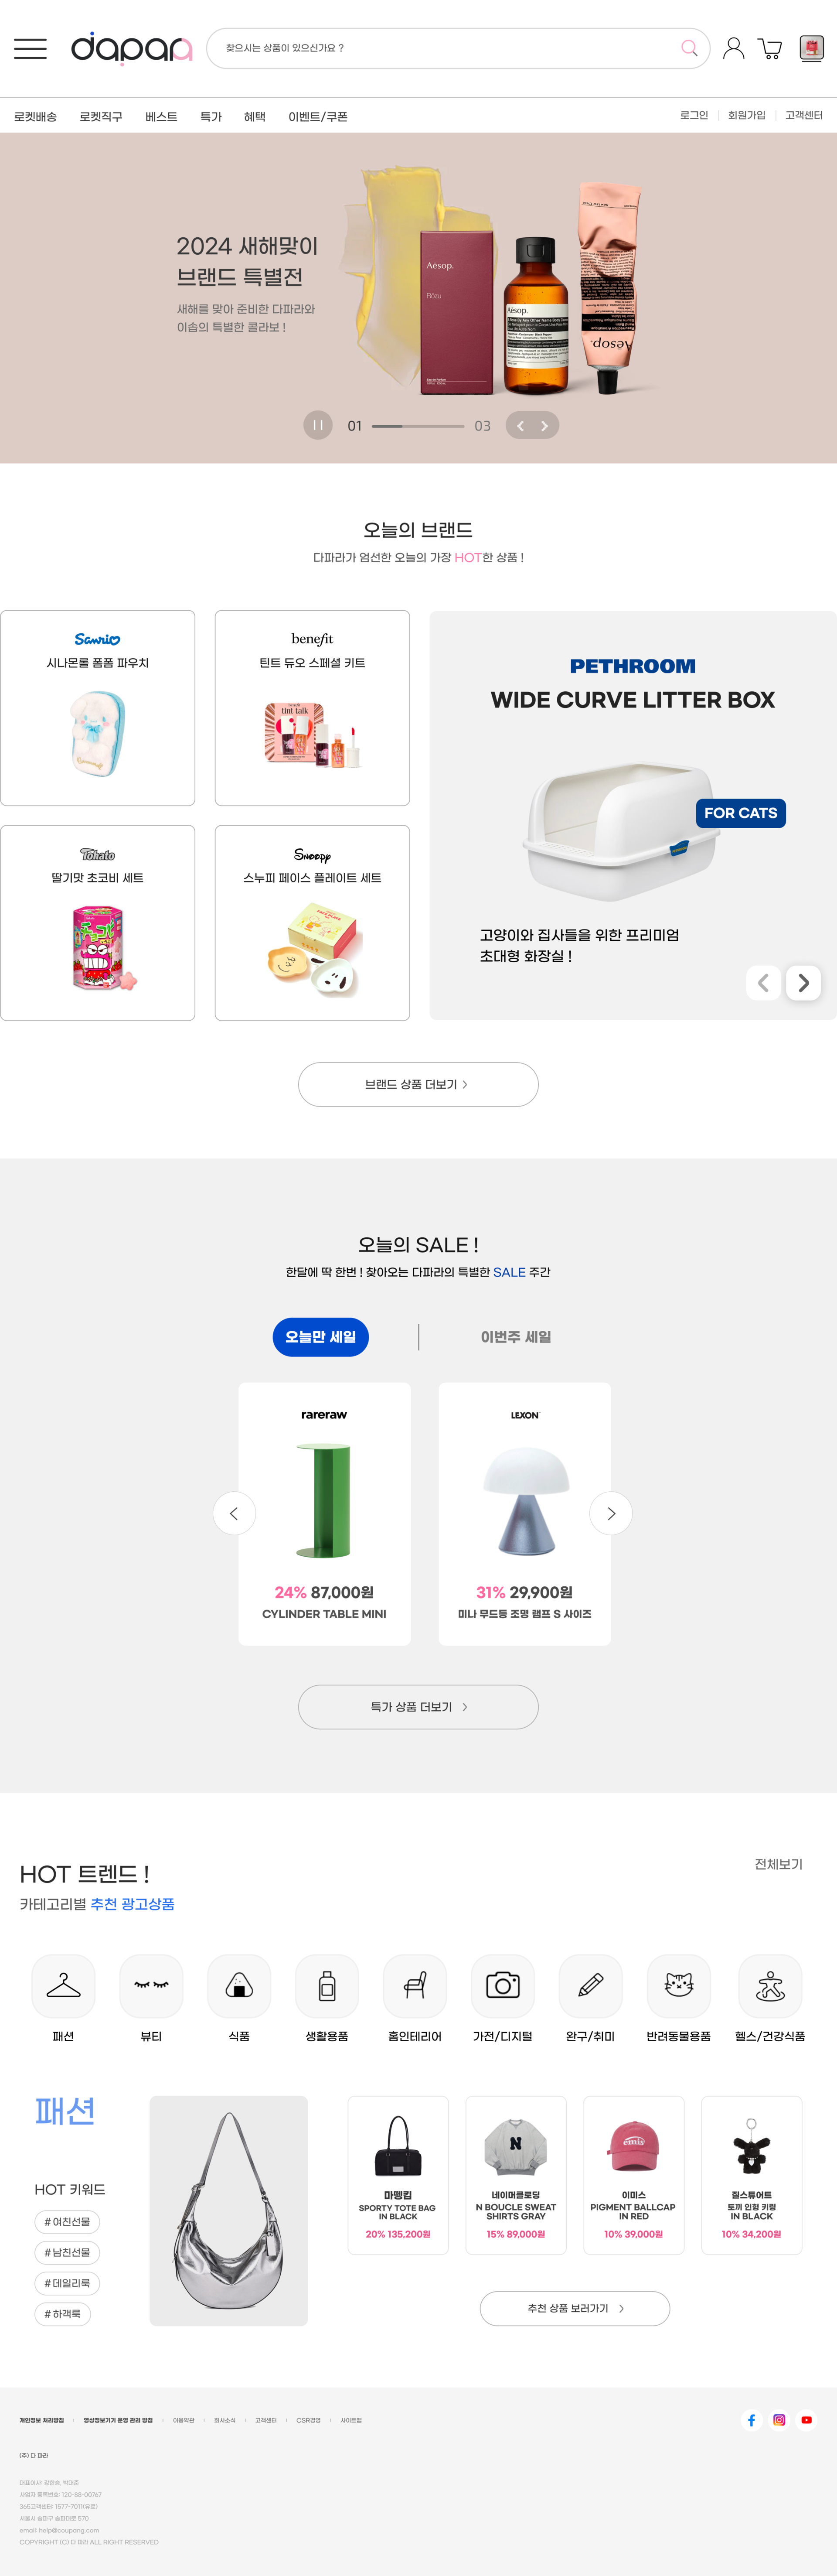 dapara
찾으시는 상품이 있으신가요 ?
로켓배송 로켓직구 베스트 특가 혜택 이벤트/쿠폰
로그인 회원가입 고객센터
2024 새해맞이
브랜드 특별전
새해를 맞아 준비한 다파라와
이솝의 특별한 콜라보 !
Aēsop.
Rōzu
Aēsop.
Aēsop.
01 03
오늘의 브랜드
다파라가 엄선한 오늘의 가장 HOT한 상품 !
Sanrio
시나몬롤 폼폼 파우치
benefit
틴트 듀오 스페셜 키트
tint talk
PETHROOM
WIDE CURVE LITTER BOX
FOR CATS
고양이와 집사들을 위한 프리미엄
초대형 화장실 !
Tohato
딸기맛 초코비 세트
SNOOPY
스누피 페이스 플레이트 세트
브랜드 상품 더보기 >
오늘의 SALE !
한달에 딱 한번 ! 찾아오는 다파라의 특별한 SALE 주간
오늘만 세일 이번주 세일
rareraw
24% 87,000원
CYLINDER TABLE MINI
LEXON
31% 29,900원
미나 무드등 조명 램프 S 사이즈
특가 상품 더보기 >
HOT 트렌드 !
전체보기
카테고리별 추천 광고상품
패션 뷰티 식품 생활용품 홈인테리어 가전/디지털 완구/취미 반려동물용품 헬스/건강식품
패션
HOT 키워드
# 여친선물
# 남친선물
# 데일리룩
# 하객룩
마뗑킴
SPORTY TOTE BAG
IN BLACK
20% 135,200원
N
네이머클로딩
N BOUCLE SWEAT
SHIRTS GRAY
15% 89,000원
emis
이미스
PIGMENT BALLCAP
IN RED
10% 39,000원
질스튜어트
토끼 인형 키링
IN BLACK
10% 34,200원
추천 상품 보러가기 >
개인정보 처리방침 영상정보기기 운영 관리 방침 이용약관 회사소식 고객센터 CSR경영 사이트맵
(주) 디 파라
대표이사: 강한승, 박대준
사업자 등록번호: 120-88-00767
365고객센터: 1577-7011(유료)
서울시 송파구 송파대로 570
email: help@coupang.com
COPYRIGHT (C) D 파라 ALL RIGHT RESERVED